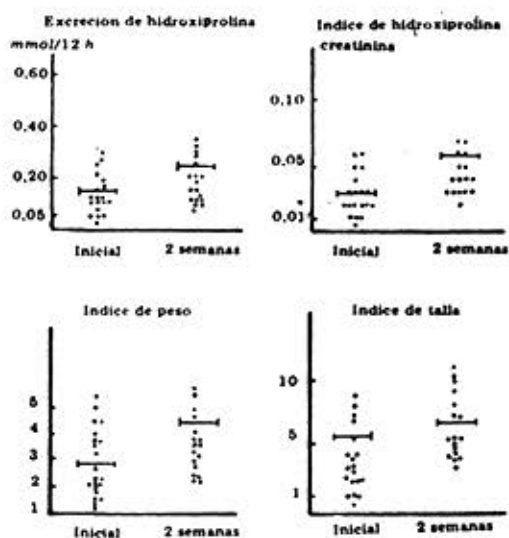 Excreción de hidroxiprolina
mmol/12 h
0,60
0,40
0,20
0,05
Inicial 2 semanas
Indice de hidroxiprolina
creatinina
0,10
0,05
0,01
Inicial 2 semanas
Indice de peso
5
4
3
2
1
Inicial 2 semanas
Indice de talla
10
5
1
Inicial 2 semanas